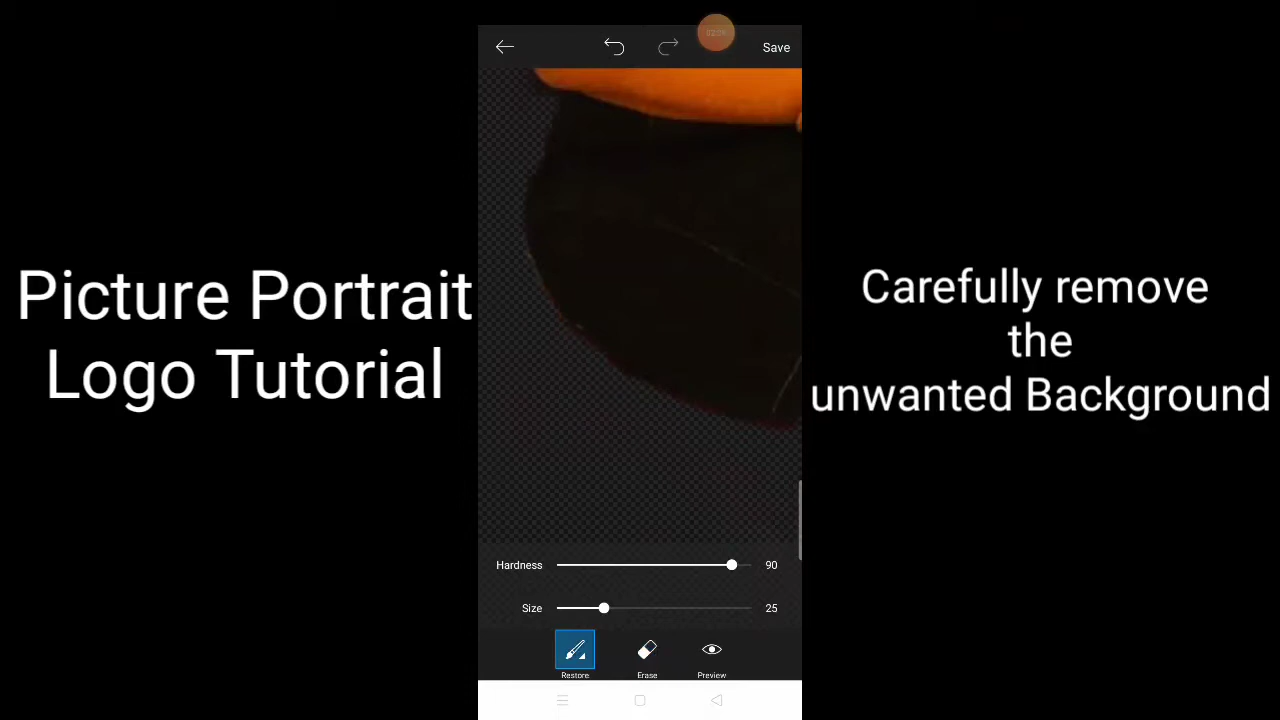 Save
Picture Portrait
Logo Tutorial
Carefully remove
the
unwanted Background
Hardness 90
Size 25
Restore Erase Preview